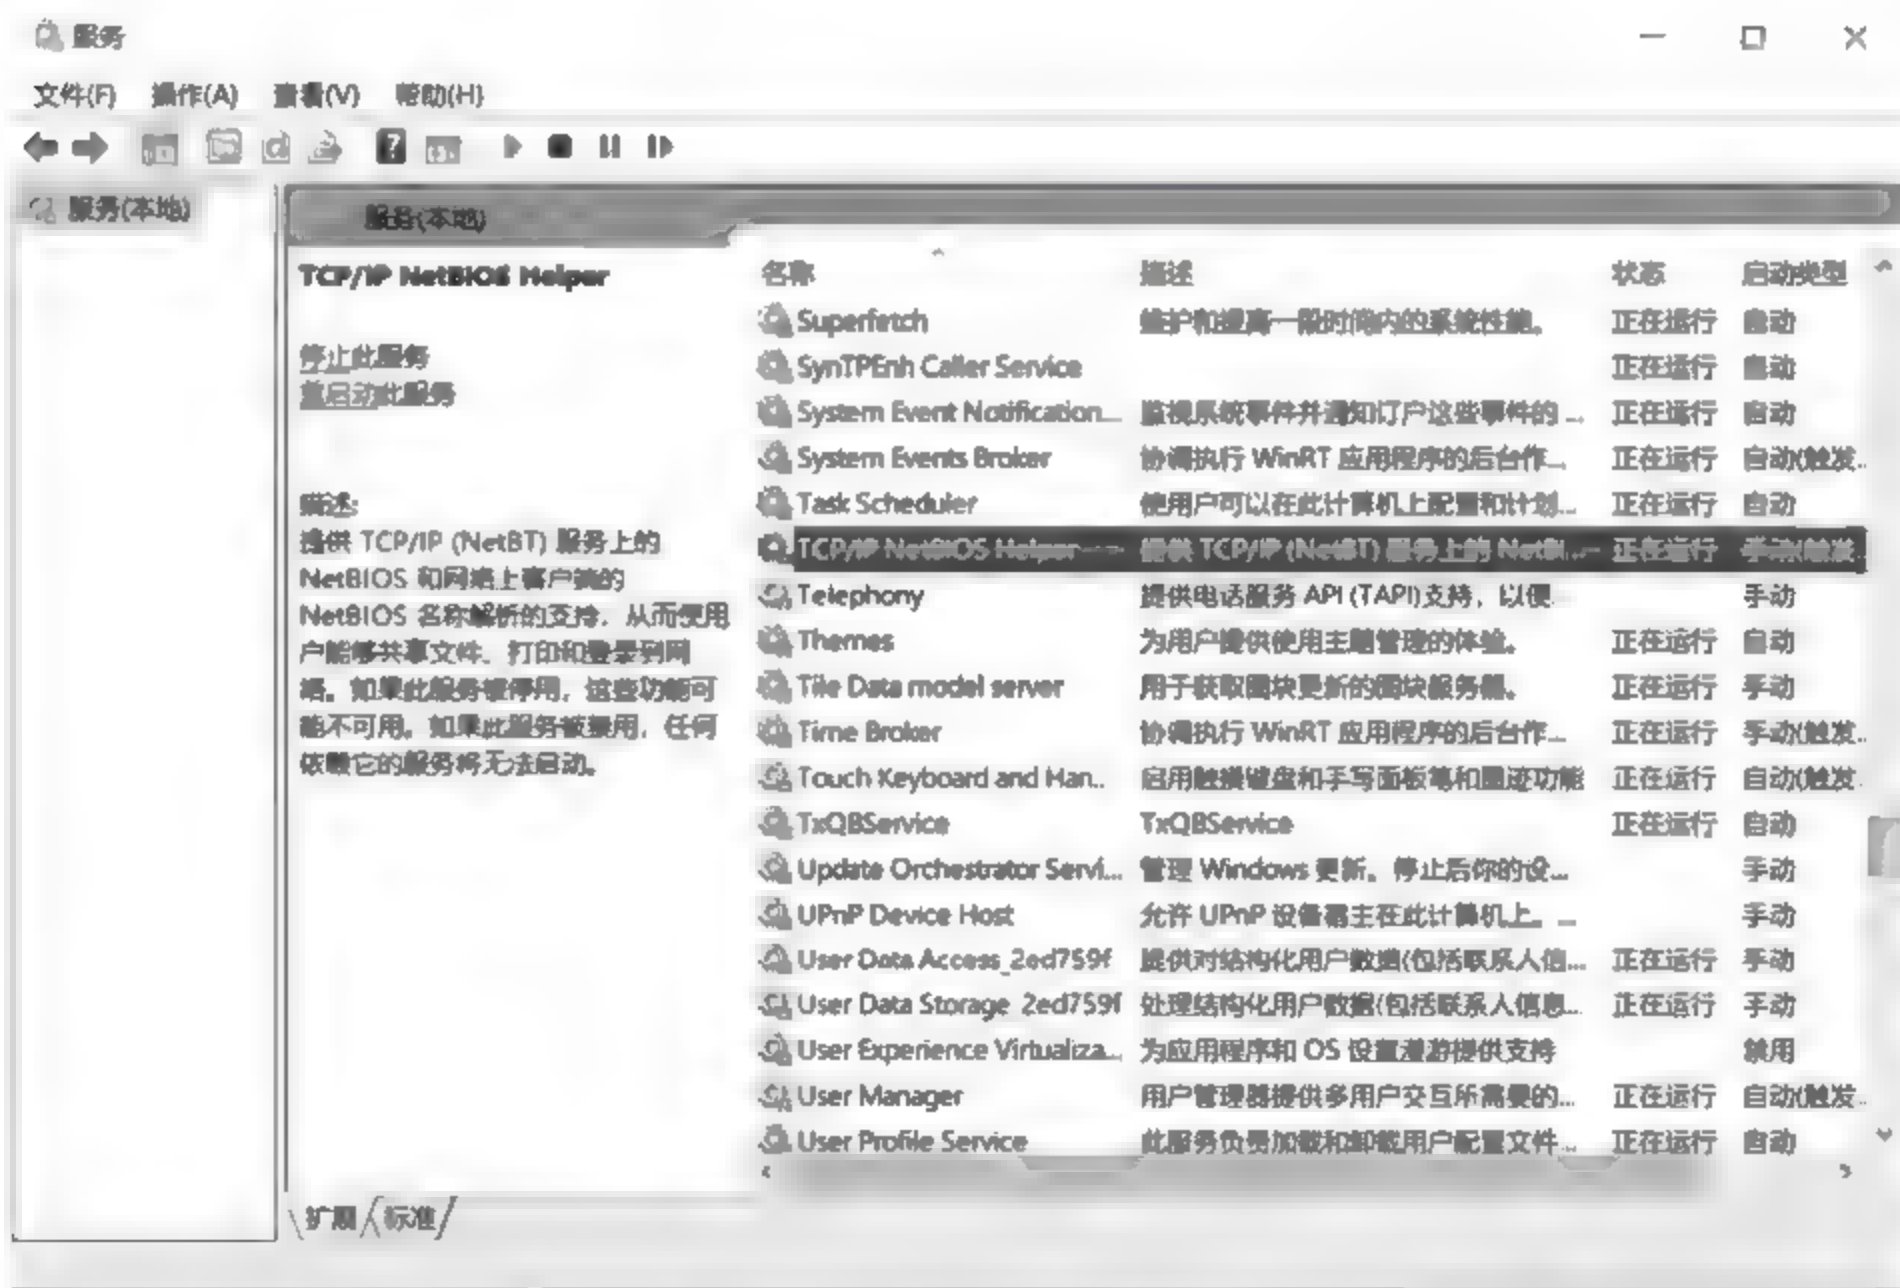 服务
文件(F) 操作(A) 查看(V) 帮助(H)
服务(本地)
服务(本地)
TCP/IP NetBIOS Helper
停止此服务
重启动此服务
描述:
提供 TCP/IP (NetBT) 服务上的
NetBIOS 和网络上客户端的
NetBIOS 名称解析的支持，从而使用
户能够共享文件、打印和登录到网
络。如果此服务被停用，这些功能可
能不可用。如果此服务被禁用，任何
依赖它的服务将无法启动。
名称 描述 状态 启动类型
Superfetch 维护和提高一段时间内的系统性能。 正在运行 自动
SynTPEnh Caller Service 正在运行 自动
System Event Notification... 监视系统事件并通知订户这些事件的 ... 正在运行 自动
System Events Broker 协调执行 WinRT 应用程序的后台作... 正在运行 自动(触发...
Task Scheduler 使用户可以在此计算机上配置和计划... 正在运行 自动
TCP/IP NetBIOS Helper 提供 TCP/IP (NetBT) 服务上的 NetBI... 正在运行 手动(触发...
Telephony 提供电话服务 API (TAPI)支持，以便... 手动
Themes 为用户提供使用主题管理的体验。 正在运行 自动
Tile Data model server 用于获取图块更新的图块服务器。 正在运行 手动
Time Broker 协调执行 WinRT 应用程序的后台作... 正在运行 手动(触发...
Touch Keyboard and Han... 启用触摸键盘和手写面板笔和墨迹功能 正在运行 自动(触发...
TxQBService TxQBService 正在运行 自动
Update Orchestrator Servi... 管理 Windows 更新。停止后你的设... 手动
UPnP Device Host 允许 UPnP 设备宿主在此计算机上。... 手动
User Data Access_2ed759f 提供对结构化用户数据(包括联系人信... 正在运行 手动
User Data Storage_2ed759f 处理结构化用户数据(包括联系人信息... 正在运行 手动
User Experience Virtualiza... 为应用程序和 OS 设置漫游提供支持 禁用
User Manager 用户管理器提供多用户交互所需要的... 正在运行 自动(触发...
User Profile Service 此服务负责加载和卸载用户配置文件... 正在运行 自动
扩展 标准